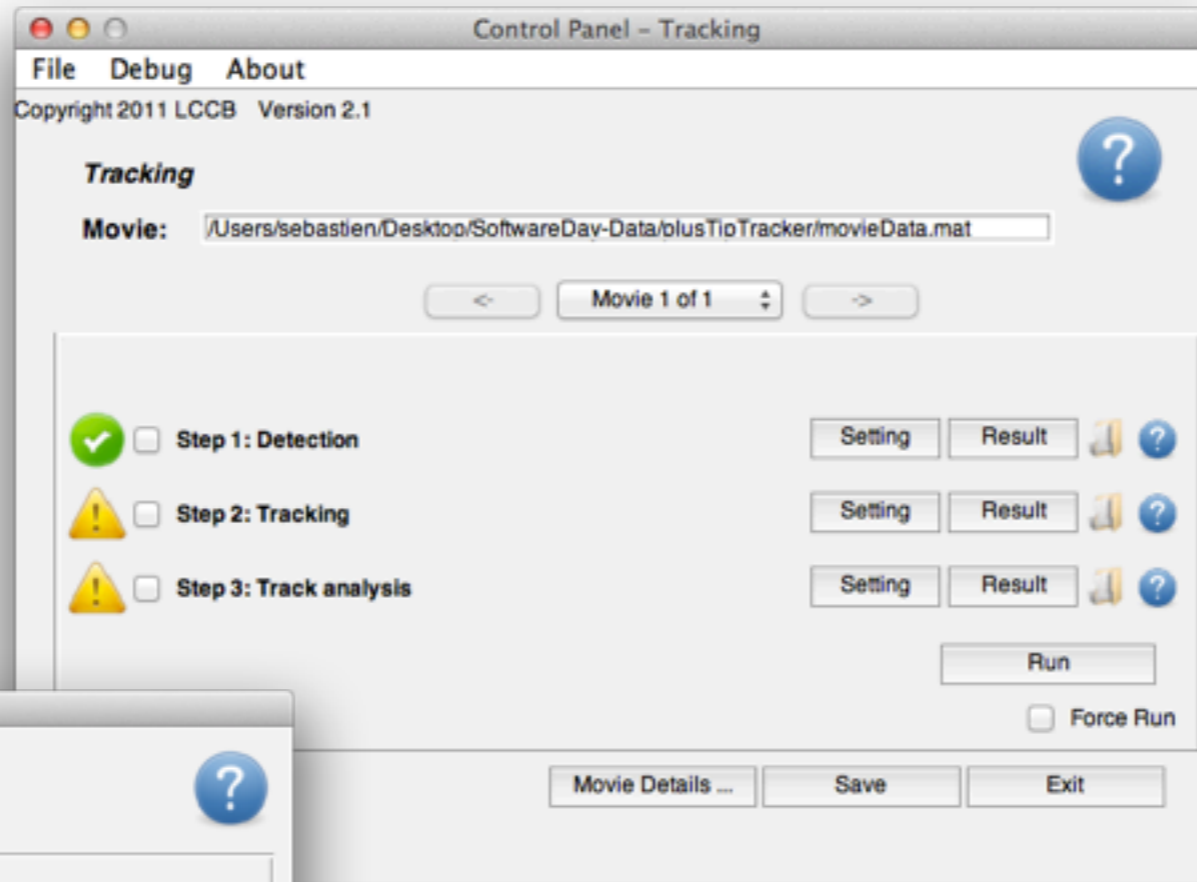 Control Panel – Tracking
File Debug About
Copyright 2011 LCCB Version 2.1
?
Tracking
Movie: /Users/sebastien/Desktop/SoftwareDay-Data/plusTipTracker/movieData.mat
<- Movie 1 of 1 ->
Step 1: Detection Setting Result ?
! Step 2: Tracking Setting Result ?
! Step 3: Track analysis Setting Result ?
Run
Force Run
? Movie Details ... Save Exit